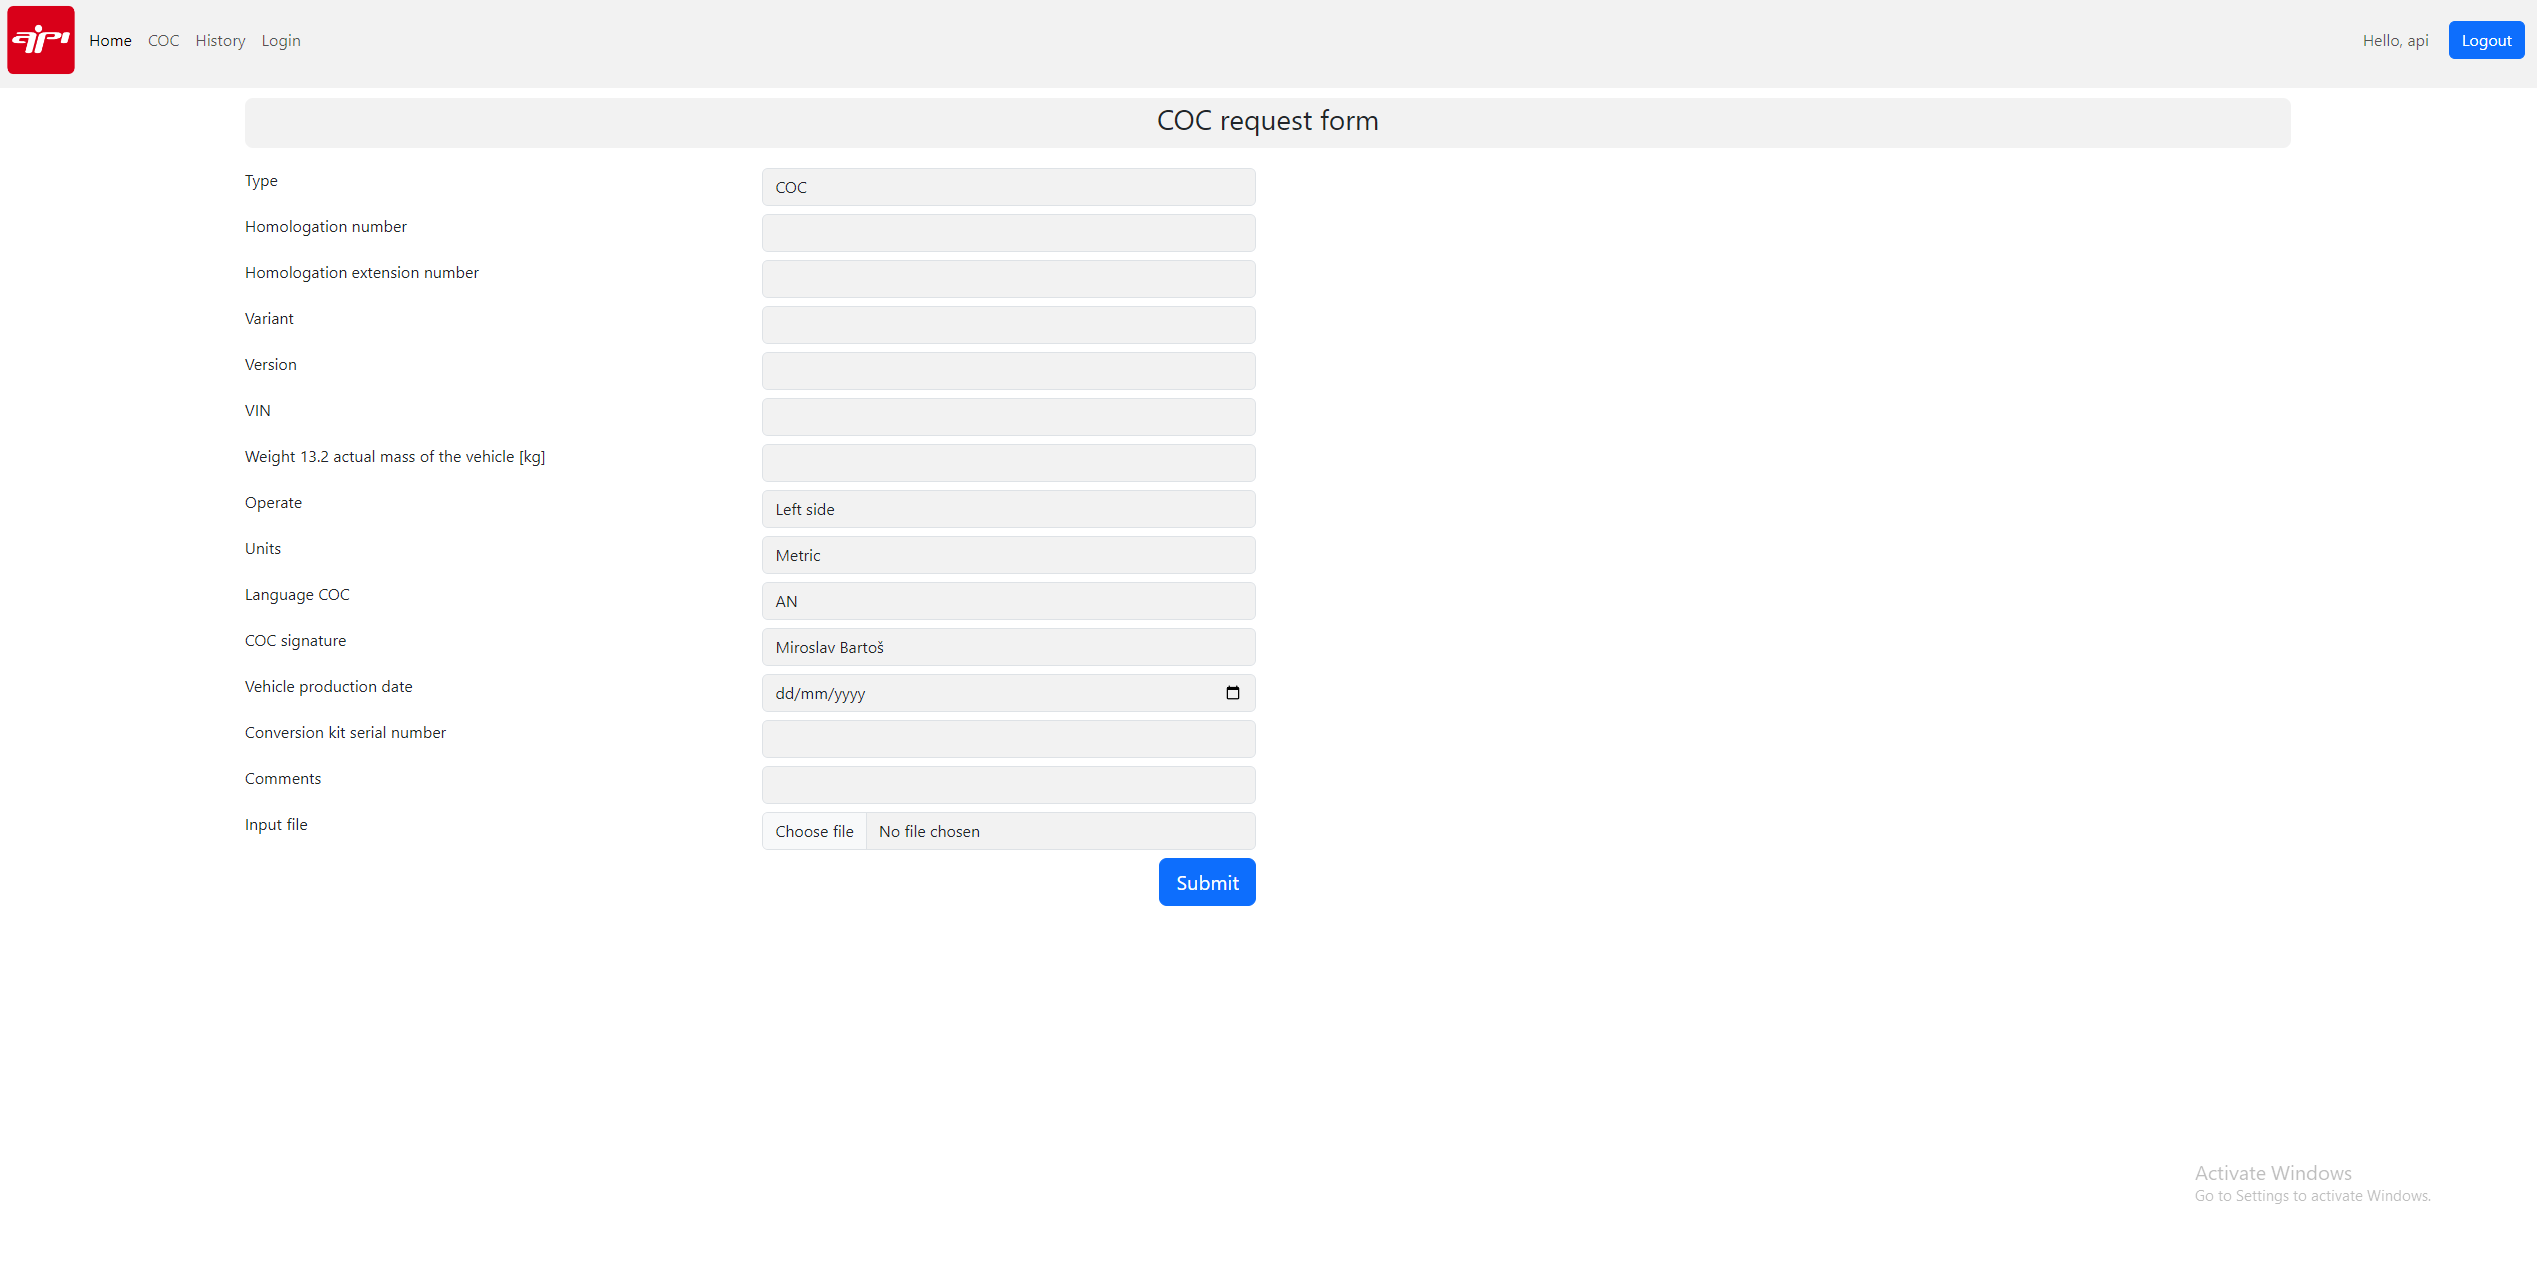 api Home COC History Login Hello, api Logout
COC request form
Type COC
Homologation number
Homologation extension number
Variant
Version
VIN
Weight 13.2 actual mass of the vehicle [kg]
Operate Left side
Units Metric
Language COC AN
COC signature Miroslav Bartoš
Vehicle production date dd/mm/yyyy
Conversion kit serial number
Comments
Input file Choose file No file chosen
Submit
Activate Windows
Go to Settings to activate Windows.